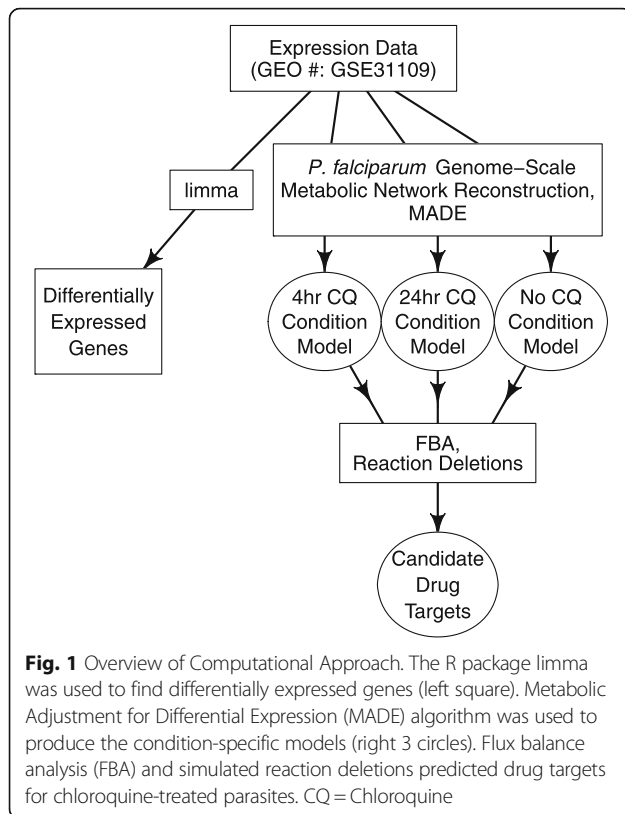 Expression Data
(GEO #: GSE31109)
limma
P. falciparum Genome–Scale
Metabolic Network Reconstruction,
MADE
Differentially
Expressed
Genes
4hr CQ
Condition
Model
24hr CQ
Condition
Model
No CQ
Condition
Model
FBA,
Reaction Deletions
Candidate
Drug
Targets
Fig. 1 Overview of Computational Approach. The R package limma
was used to find differentially expressed genes (left square). Metabolic
Adjustment for Differential Expression (MADE) algorithm was used to
produce the condition-specific models (right 3 circles). Flux balance
analysis (FBA) and simulated reaction deletions predicted drug targets
for chloroquine-treated parasites. CQ = Chloroquine